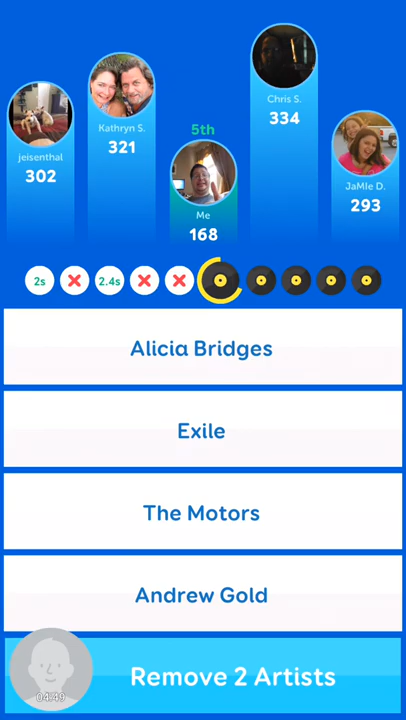 Chris S.
334
Kathryn S.
321
5th
jeisenthal
302
JaMIe D.
293
Me
168
2s
2.4s
Alicia Bridges
Exile
The Motors
Andrew Gold
Remove 2 Artists
04:49